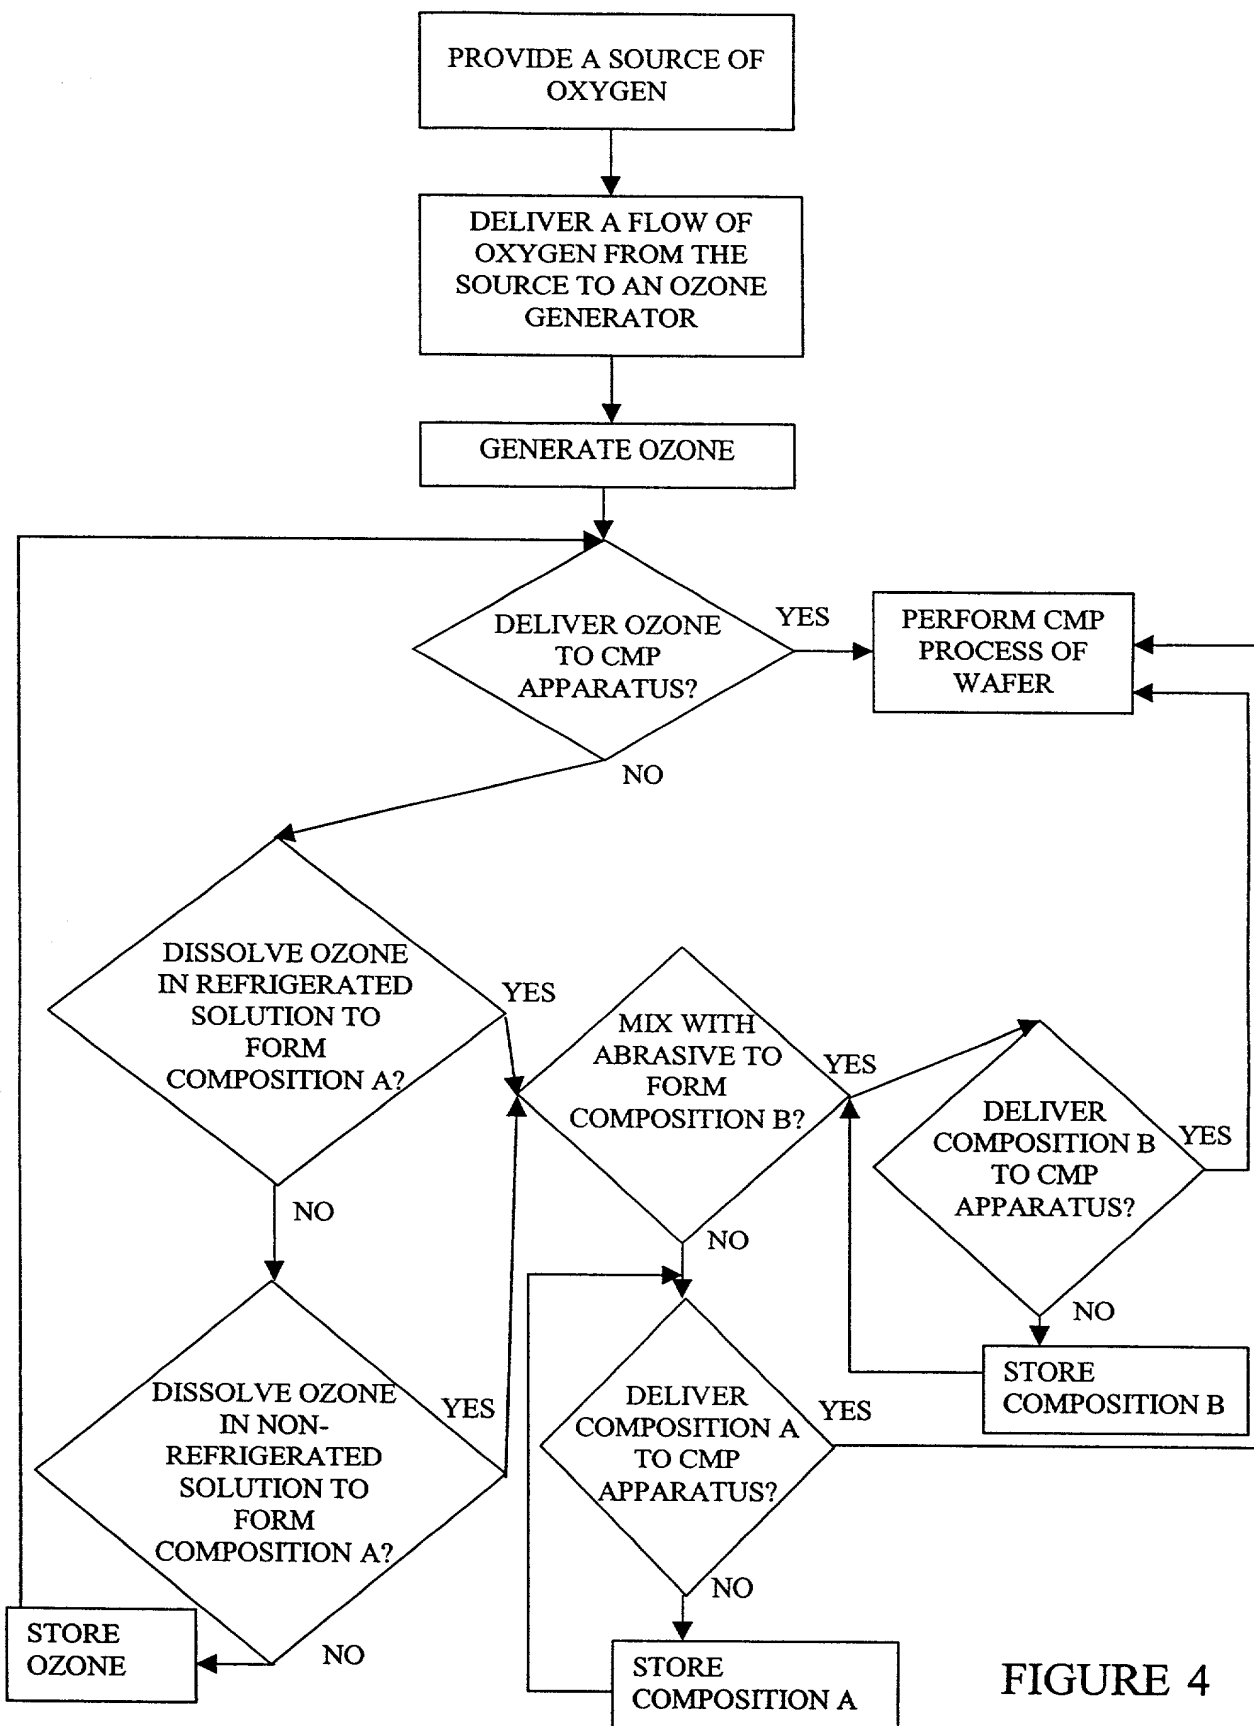 PROVIDE A SOURCE OF
OXYGEN
DELIVER A FLOW OF
OXYGEN FROM THE
SOURCE TO AN OZONE
GENERATOR
GENERATE OZONE
DELIVER OZONE
TO CMP
APPARATUS?
YES
PERFORM CMP
PROCESS OF
WAFER
NO
DISSOLVE OZONE
IN REFRIGERATED
SOLUTION TO
FORM
COMPOSITION A?
YES
NO
MIX WITH
ABRASIVE TO
FORM
COMPOSITION B?
YES
NO
DELIVER
COMPOSITION B
TO CMP
APPARATUS?
YES
NO
STORE
COMPOSITION B
DISSOLVE OZONE
IN NON-
REFRIGERATED
SOLUTION TO
FORM
COMPOSITION A?
YES
NO
DELIVER
COMPOSITION A
TO CMP
APPARATUS?
YES
NO
STORE
OZONE
STORE
COMPOSITION A
FIGURE 4